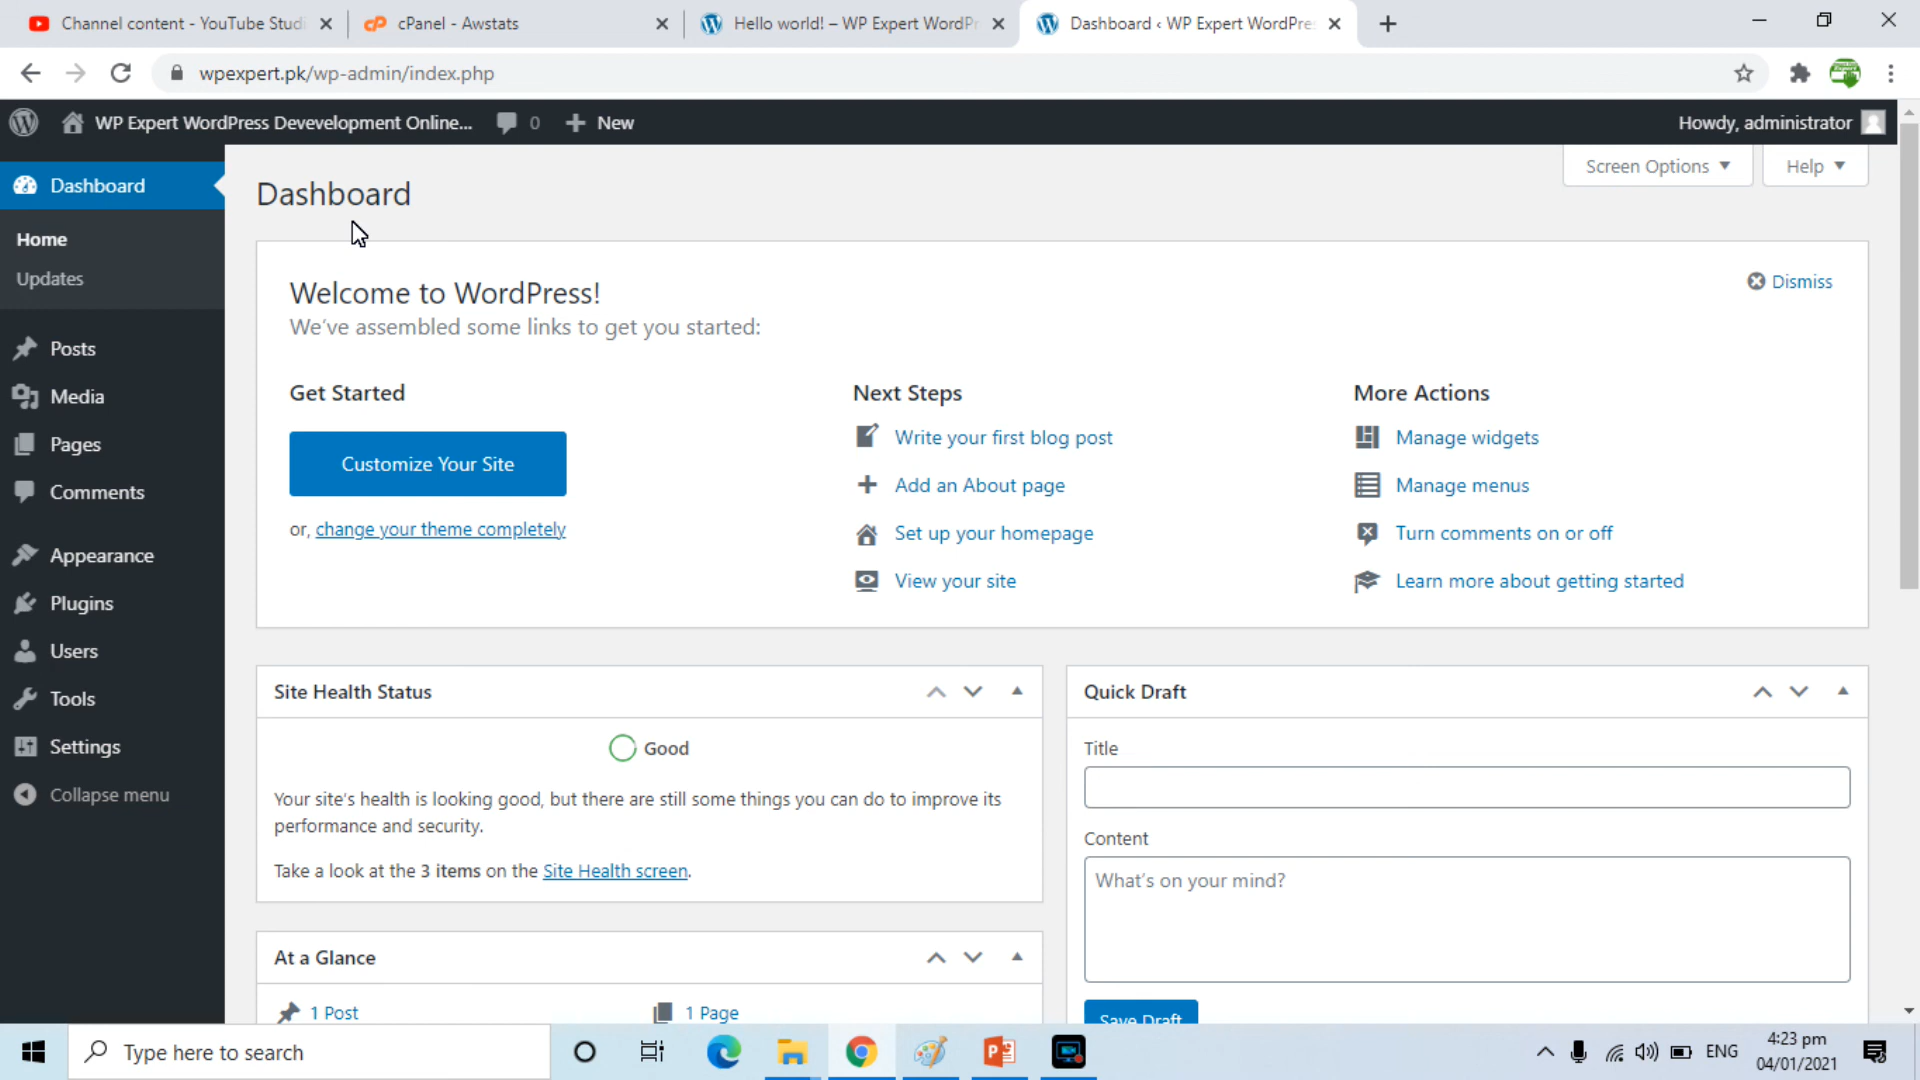 Channel content - YouTube Studi
cPanel - Awstats
Hello world! – WP Expert WordPr
Dashboard ‹ WP Expert WordPres
wpexpert.pk/wp-admin/index.php
WP Expert WordPress Devevelopment Online...
0
New
Howdy, administrator
Dashboard
Home
Updates
Posts
Media
Pages
Comments
Appearance
Plugins
Users
Tools
Settings
Collapse menu
Dashboard
Screen Options
Help
Welcome to WordPress!
We've assembled some links to get you started:
Dismiss
Get Started
Customize Your Site
or, change your theme completely
Next Steps
Write your first blog post
Add an About page
Set up your homepage
View your site
More Actions
Manage widgets
Manage menus
Turn comments on or off
Learn more about getting started
Site Health Status
Good
Your site's health is looking good, but there are still some things you can do to improve its
performance and security.
Take a look at the 3 items on the Site Health screen.
At a Glance
1 Post
1 Page
Quick Draft
Title
Content
What's on your mind?
Save Draft
Type here to search
ENG
4:23 pm
04/01/2021